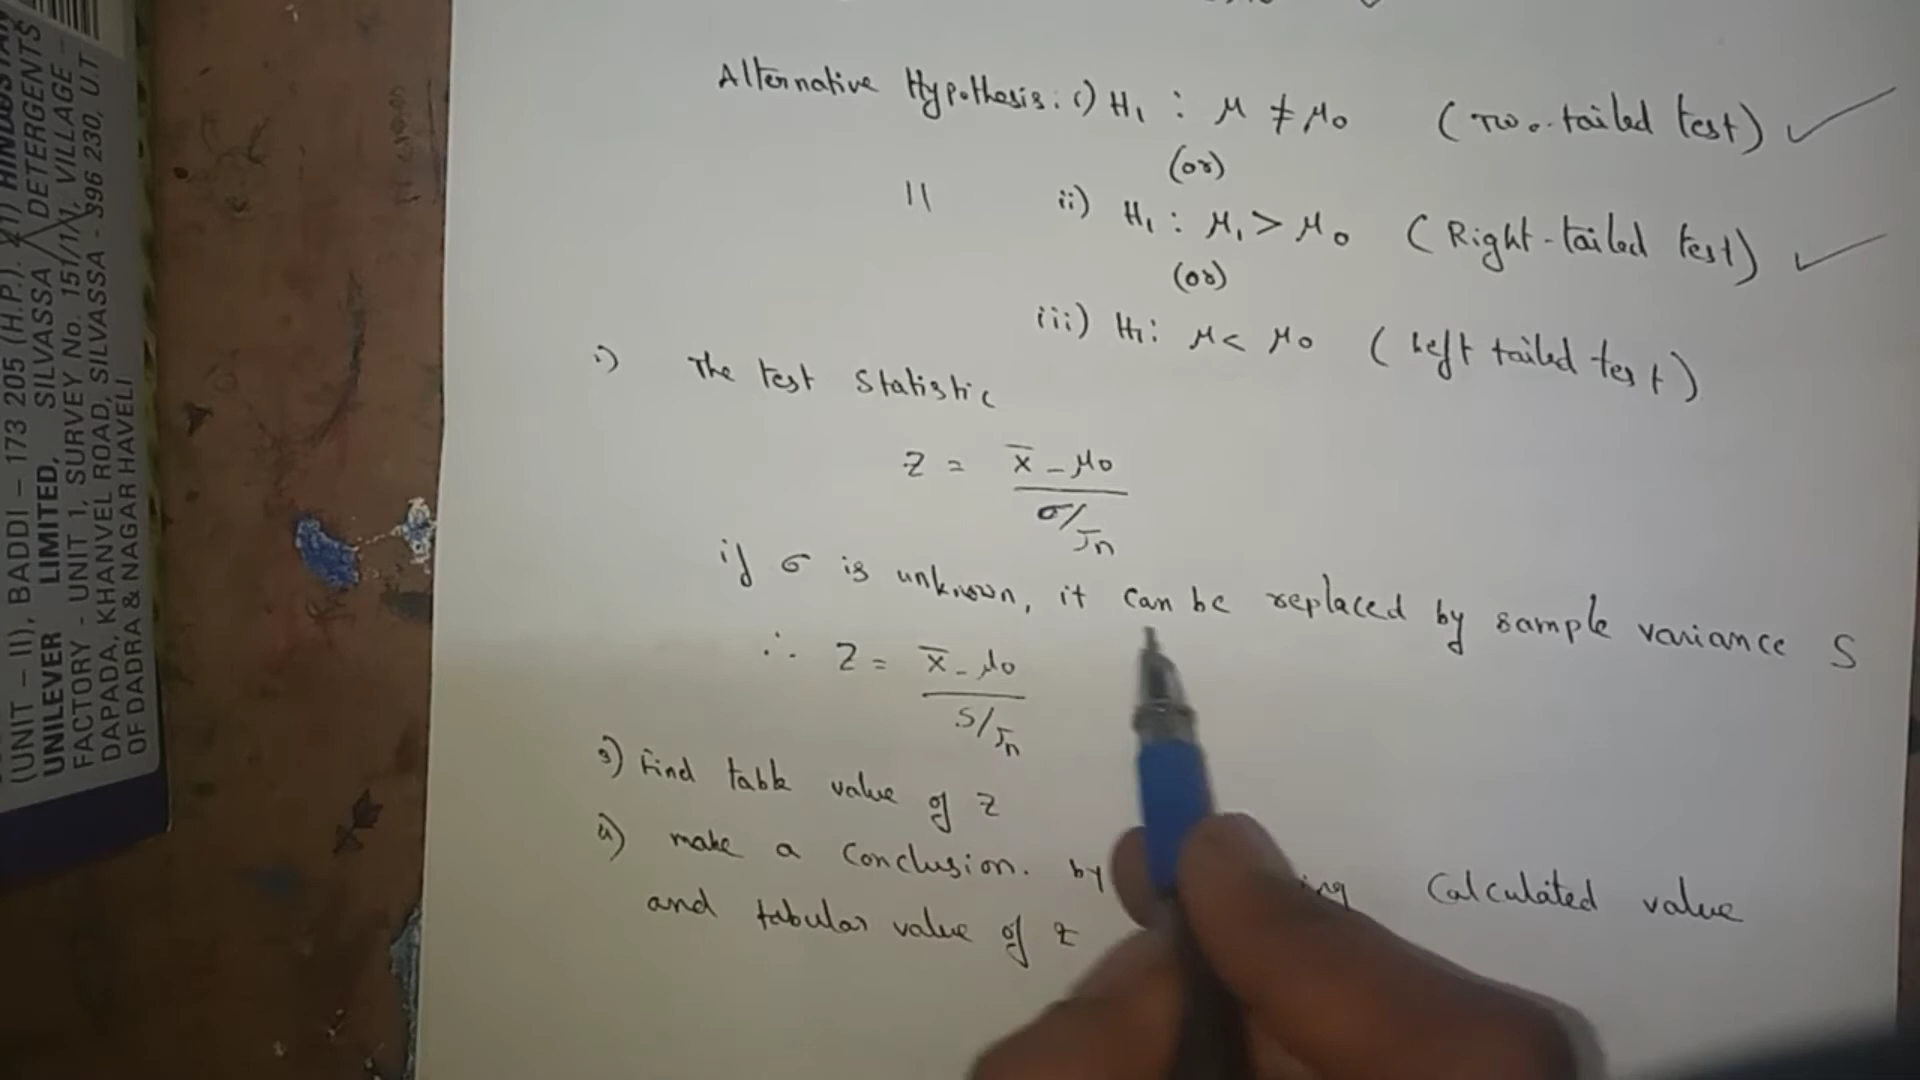 Alternative Hypothesis: i) H₁ : μ ≠ μ₀ (Two-tailed test) ✓
(or)
ii) H₁ : μ₁ > μ₀ (Right-tailed test) ✓
(or)
iii) H₁: μ < μ₀ (Left tailed test)
The test Statistic
Z = x̄ - μ₀ / σ/√n
if σ is unknown, it can be replaced by sample variance S
∴ Z = x̄ - μ₀ / S/√n
3) Find table value of Z
4) make a Conclusion. by ing Calculated value
and tabular value of Z
DETERGENTS
(UNIT – II), BADDI – 173 205 (H.P.).
UNILEVER LIMITED, SILVASSA
FACTORY - UNIT 1, SURVEY No. 151/1/1, VILLAGE -
DAPADA, KHANVEL ROAD, SILVASSA - 396 230, UT
OF DADRA & NAGAR HAVELI